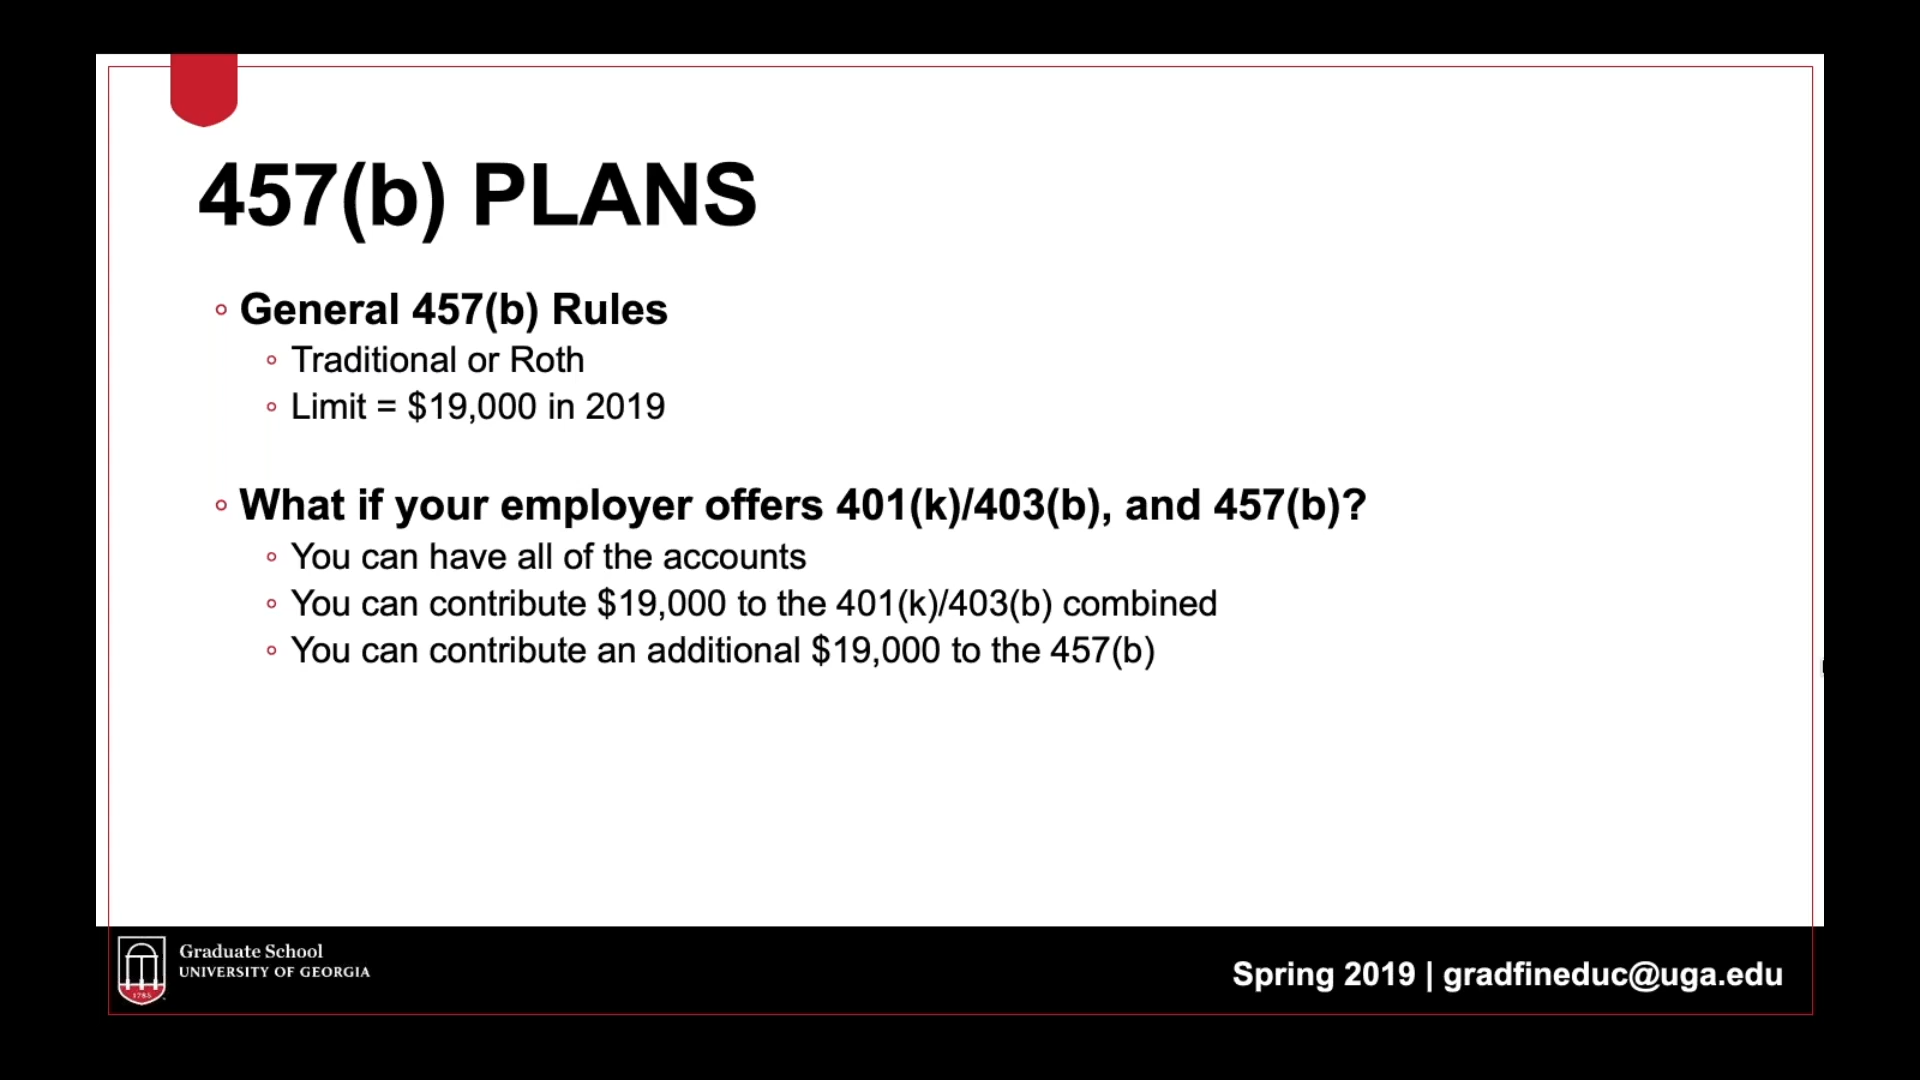 457(b) PLANS
◦ General 457(b) Rules
◦ Traditional or Roth
◦ Limit = $19,000 in 2019
◦ What if your employer offers 401(k)/403(b), and 457(b)?
◦ You can have all of the accounts
◦ You can contribute $19,000 to the 401(k)/403(b) combined
◦ You can contribute an additional $19,000 to the 457(b)
Graduate School
UNIVERSITY OF GEORGIA
1785
Spring 2019 | gradfineduc@uga.edu